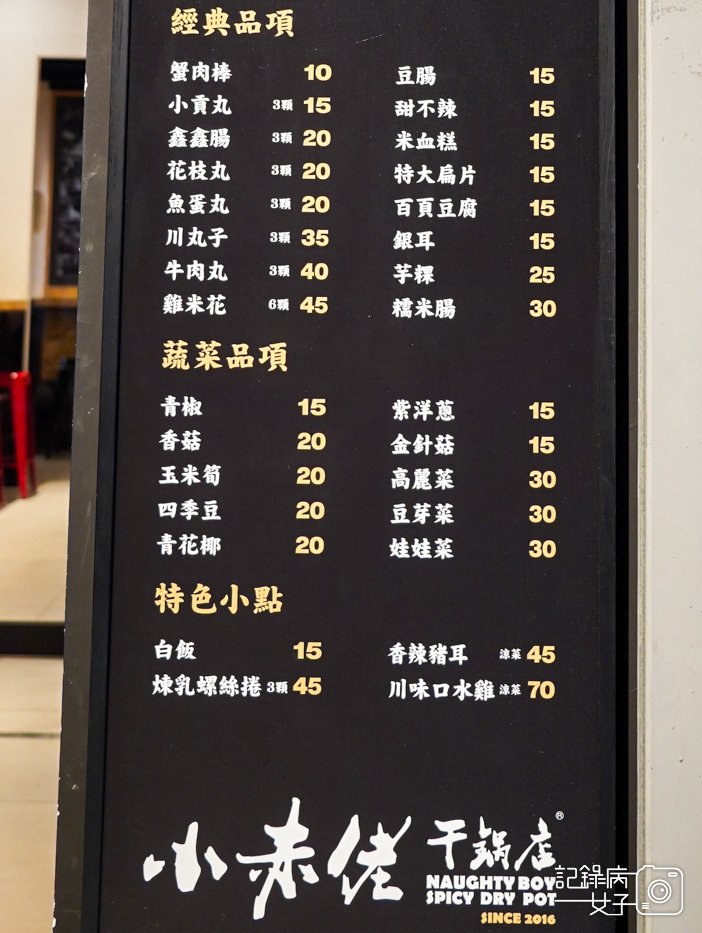 經典品項
蟹肉棒 10
小貢丸 3顆 15
鑫鑫腸 3顆 20
花枝丸 3顆 20
魚蛋丸 3顆 20
川丸子 3顆 35
牛肉丸 3顆 40
雞米花 6顆 45
豆腸 15
甜不辣 15
米血糕 15
特大扁片 15
百頁豆腐 15
銀耳 15
芋粿 25
糯米腸 30
蔬菜品項
青椒 15
香菇 20
玉米筍 20
四季豆 20
青花椰 20
紫洋蔥 15
金針菇 15
高麗菜 30
豆芽菜 30
娃娃菜 30
特色小點
白飯 15
煉乳螺絲捲 3顆 45
香辣豬耳 涼菜 45
川味口水雞 涼菜 70
小赤佬
干鍋店®
NAUGHTY BOY
SPICY DRY POT
SINCE 2016
記錄病
女子